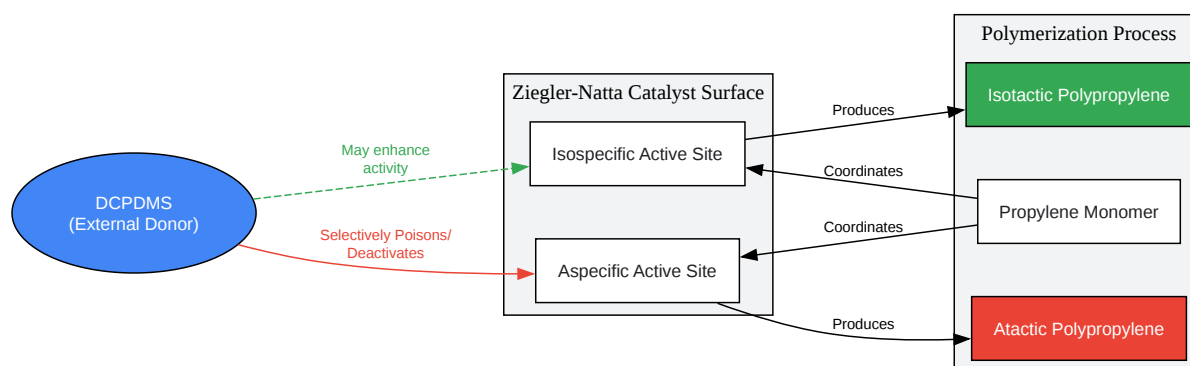 Polymerization Process
Ziegler-Natta Catalyst Surface
Isotactic Polypropylene
Produces
May enhance
activity
Isospecific Active Site
Coordinates
DCPDMS
(External Donor)
Propylene Monomer
Selectively Poisons/
Deactivates
Coordinates
Aspecific Active Site
Produces
Atactic Polypropylene